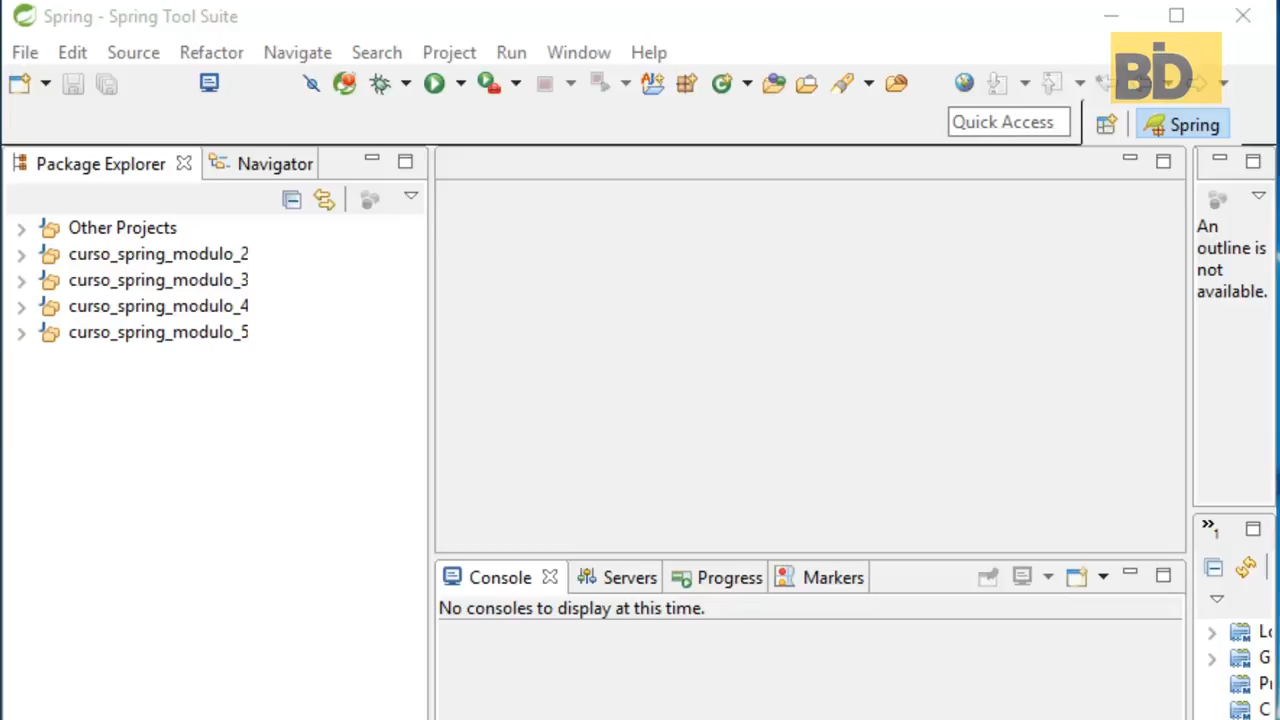 Spring - Spring Tool Suite
File Edit Source Refactor Navigate Search Project Run Window Help
BD
Quick Access
Spring
Package Explorer
Navigator
Other Projects
curso_spring_modulo_2
curso_spring_modulo_3
curso_spring_modulo_4
curso_spring_modulo_5
An
outline is
not
available.
Console
Servers
Progress
Markers
No consoles to display at this time.
»1
G
C